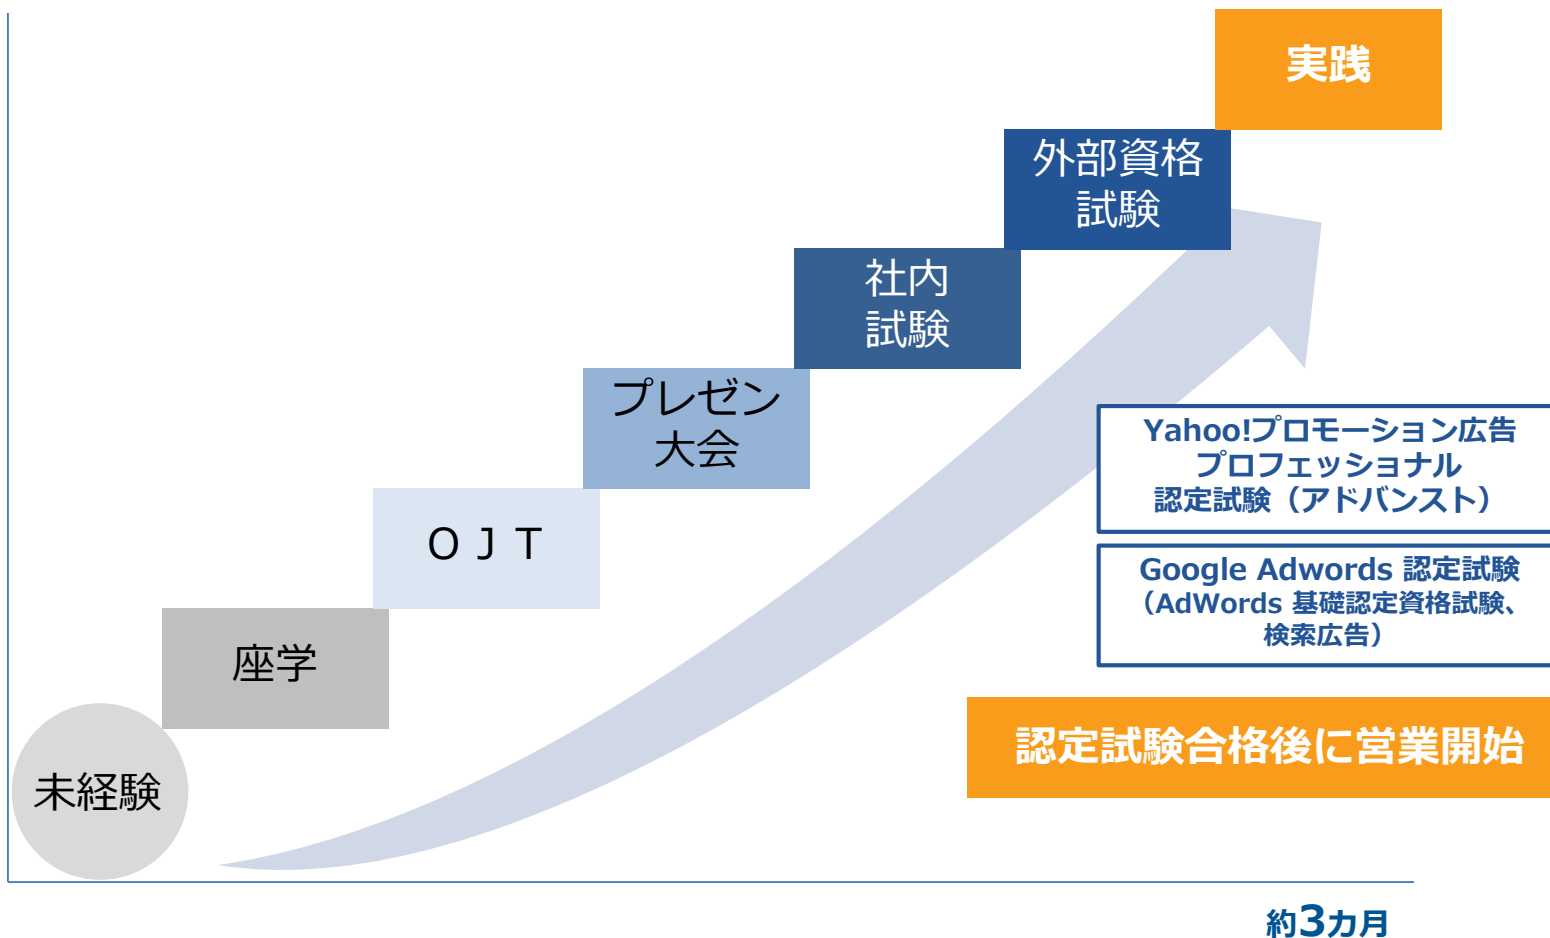 実践
外部資格
試験
社内
試験
プレゼン
大会
ＯＪＴ
座学
未経験
Yahoo!プロモーション広告
プロフェッショナル
認定試験（アドバンスト）
Google Adwords 認定試験
（AdWords 基礎認定資格試験、
検索広告）
認定試験合格後に営業開始
約3カ月